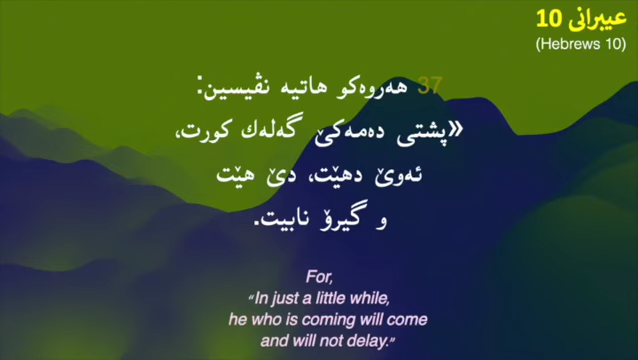 عیبرانی 10
(Hebrews 10)
37 هەروەکو هاتیە نڤیسین:
«پشتی دەمەکێ گەلەك کورت،
ئەوێ دهێت، دێ هێت
و گیرۆ نابیت.
For,
“In just a little while,
he who is coming will come
and will not delay.”